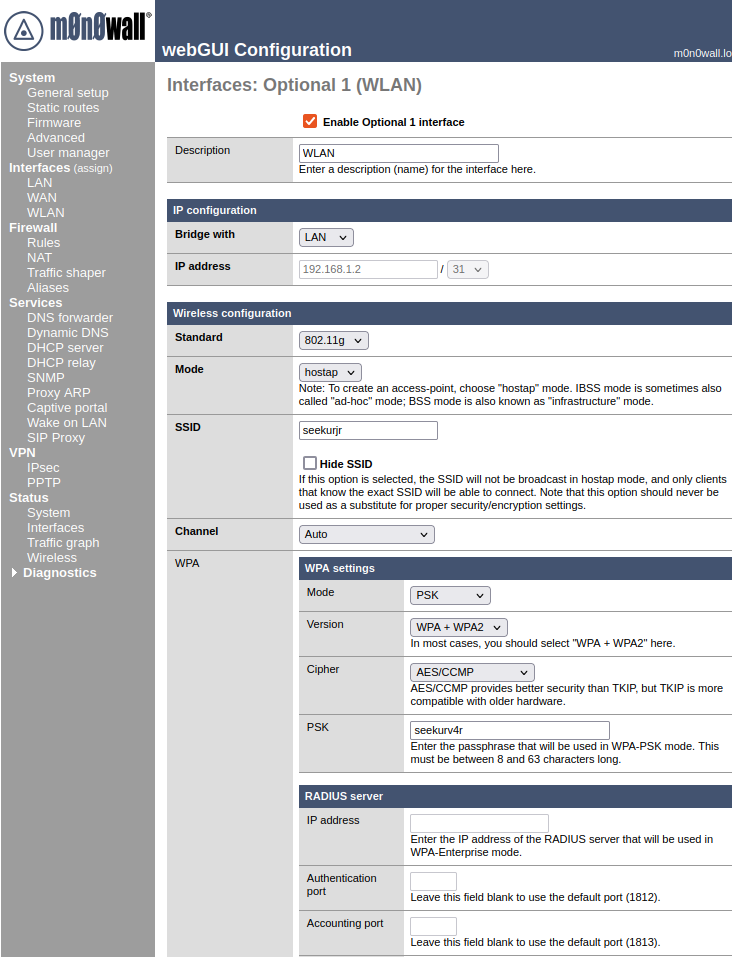 m0n0wall®
webGUI Configuration
m0n0wall.lo
System
General setup
Static routes
Firmware
Advanced
User manager
Interfaces (assign)
LAN
WAN
WLAN
Firewall
Rules
NAT
Traffic shaper
Aliases
Services
DNS forwarder
Dynamic DNS
DHCP server
DHCP relay
SNMP
Proxy ARP
Captive portal
Wake on LAN
SIP Proxy
VPN
IPsec
PPTP
Status
System
Interfaces
Traffic graph
Wireless
Diagnostics
Interfaces: Optional 1 (WLAN)
Enable Optional 1 interface
Description
WLAN
Enter a description (name) for the interface here.
IP configuration
Bridge with
LAN
IP address
192.168.1.2 / 31
Wireless configuration
Standard
802.11g
Mode
hostap
Note: To create an access-point, choose "hostap" mode. IBSS mode is sometimes also
called "ad-hoc" mode; BSS mode is also known as "infrastructure" mode.
SSID
seekurjr
Hide SSID
If this option is selected, the SSID will not be broadcast in hostap mode, and only clients
that know the exact SSID will be able to connect. Note that this option should never be
used as a substitute for proper security/encryption settings.
Channel
Auto
WPA
WPA settings
Mode
PSK
Version
WPA + WPA2
In most cases, you should select "WPA + WPA2" here.
Cipher
AES/CCMP
AES/CCMP provides better security than TKIP, but TKIP is more
compatible with older hardware.
PSK
seekurv4r
Enter the passphrase that will be used in WPA-PSK mode. This
must be between 8 and 63 characters long.
RADIUS server
IP address
Enter the IP address of the RADIUS server that will be used in
WPA-Enterprise mode.
Authentication
port
Leave this field blank to use the default port (1812).
Accounting port
Leave this field blank to use the default port (1813).